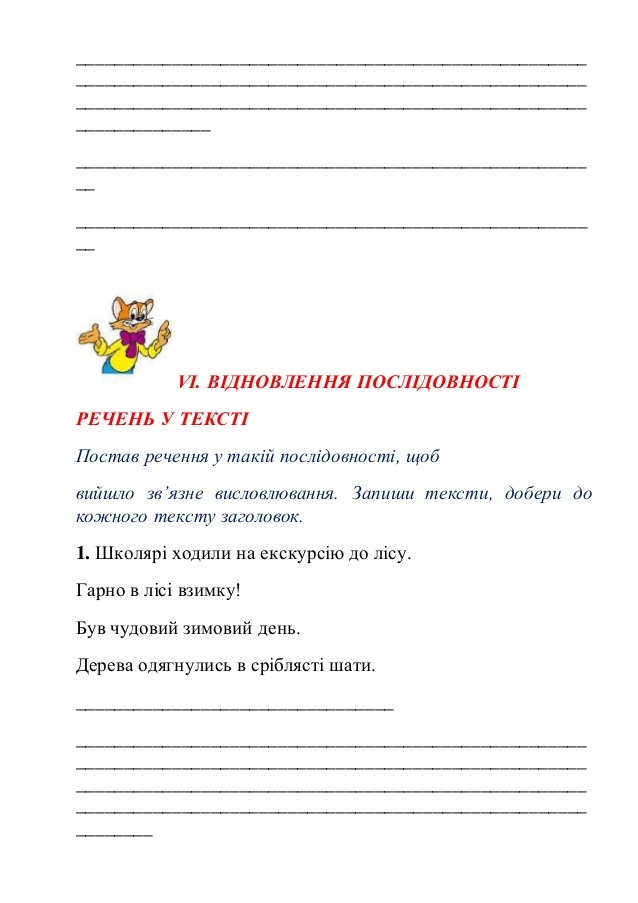 VI. ВІДНОВЛЕННЯ ПОСЛІДОВНОСТІ
РЕЧЕНЬ У ТЕКСТІ
Постав речення у такій послідовності, щоб
вийшло зв’язне висловлювання. Запиши тексти, добери до
кожного тексту заголовок.
1. Школярі ходили на екскурсію до лісу.
Гарно в лісі взимку!
Був чудовий зимовий день.
Дерева одягнулись в сріблясті шати.